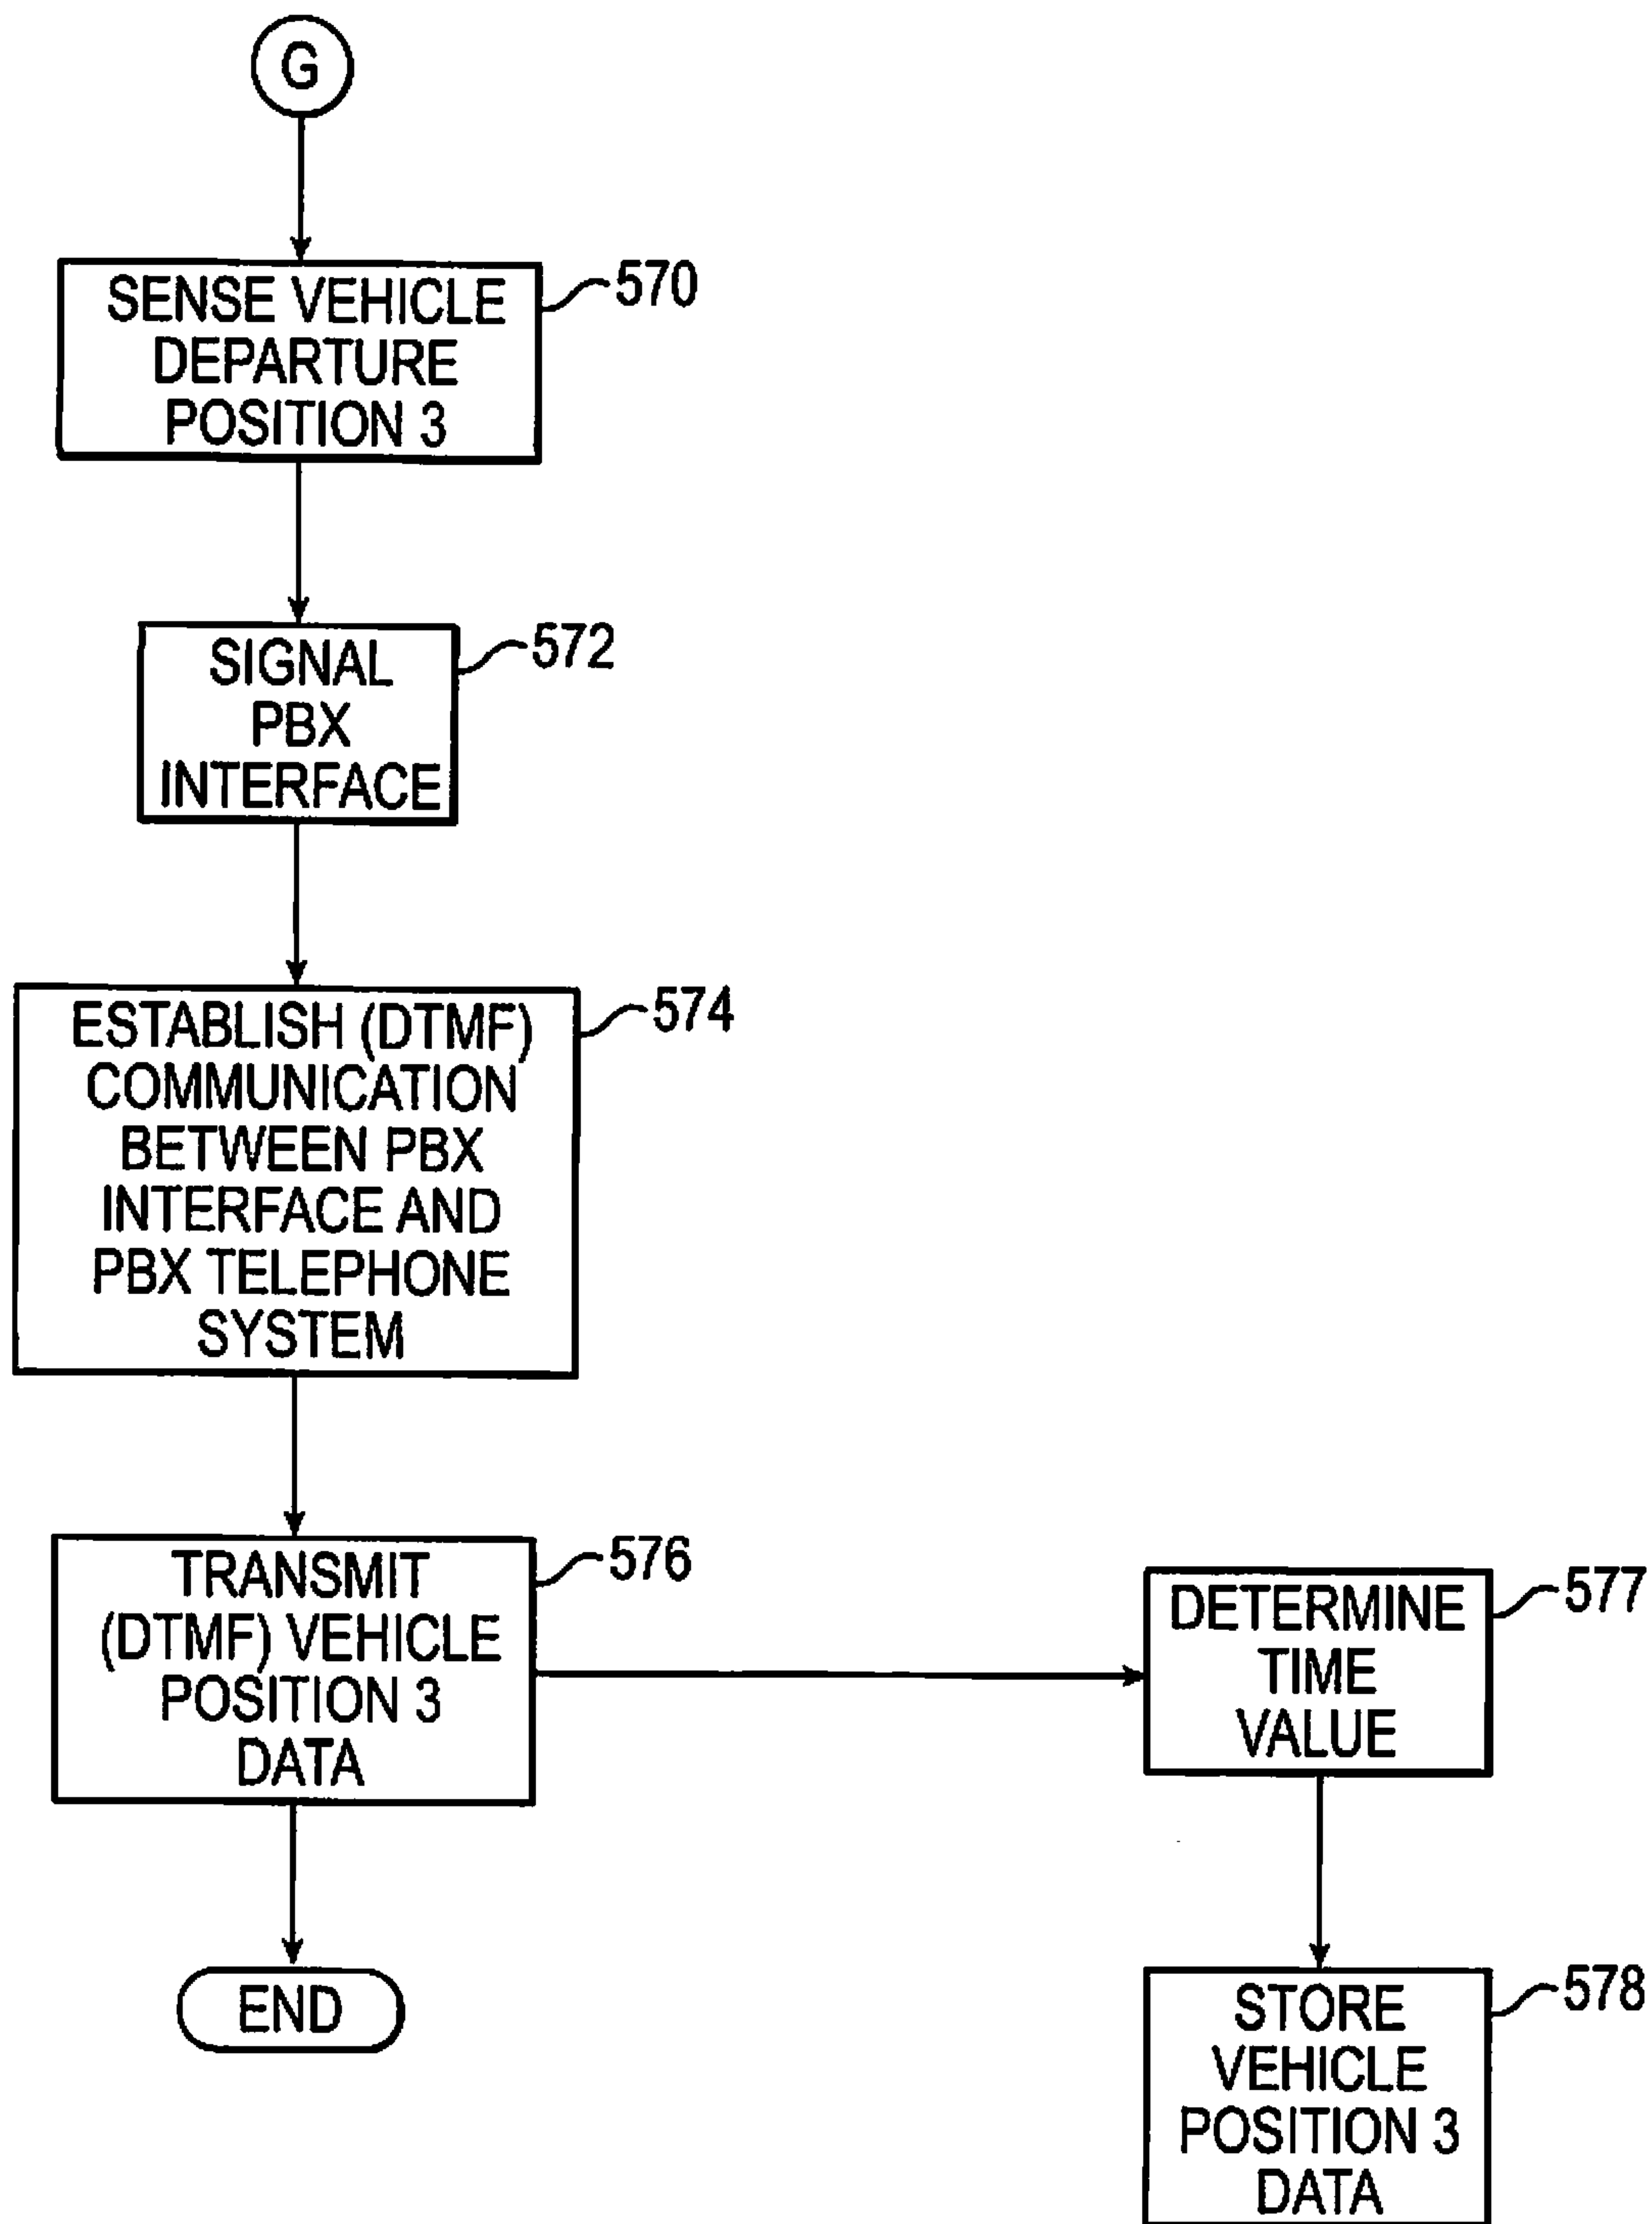 G
SENSE VEHICLE
DEPARTURE
POSITION 3
570
SIGNAL
PBX
INTERFACE
572
ESTABLISH (DTMF)
COMMUNICATION
BETWEEN PBX
INTERFACE AND
PBX TELEPHONE
SYSTEM
574
TRANSMIT
(DTMF) VEHICLE
POSITION 3
DATA
576
DETERMINE
TIME
VALUE
577
END
STORE
VEHICLE
POSITION 3
DATA
578